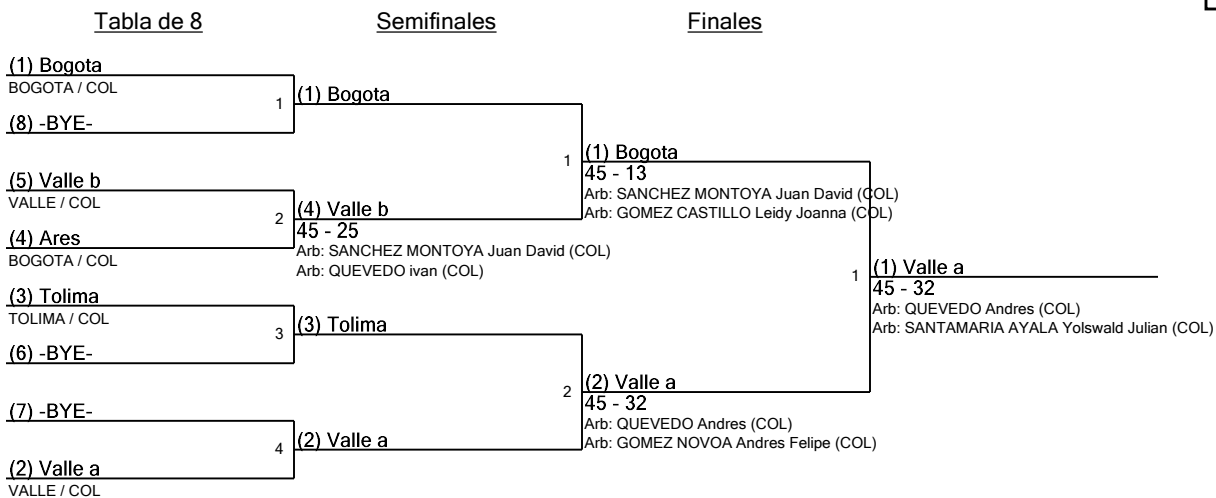 Tabla de 8
Semifinales
Finales
(1) Bogota
BOGOTA / COL
(8) -BYE-
(5) Valle b
VALLE / COL
(4) Ares
BOGOTA / COL
(3) Tolima
TOLIMA / COL
(6) -BYE-
(7) -BYE-
(2) Valle a
VALLE / COL
1
(1) Bogota
2
(4) Valle b
45 - 25
Arb: SANCHEZ MONTOYA Juan David (COL)
Arb: QUEVEDO ivan (COL)
3
(3) Tolima
4
(2) Valle a
1
(1) Bogota
45 - 13
Arb: SANCHEZ MONTOYA Juan David (COL)
Arb: GOMEZ CASTILLO Leidy Joanna (COL)
2
(2) Valle a
45 - 32
Arb: QUEVEDO Andres (COL)
Arb: GOMEZ NOVOA Andres Felipe (COL)
1
(1) Valle a
45 - 32
Arb: QUEVEDO Andres (COL)
Arb: SANTAMARIA AYALA Yolswald Julian (COL)